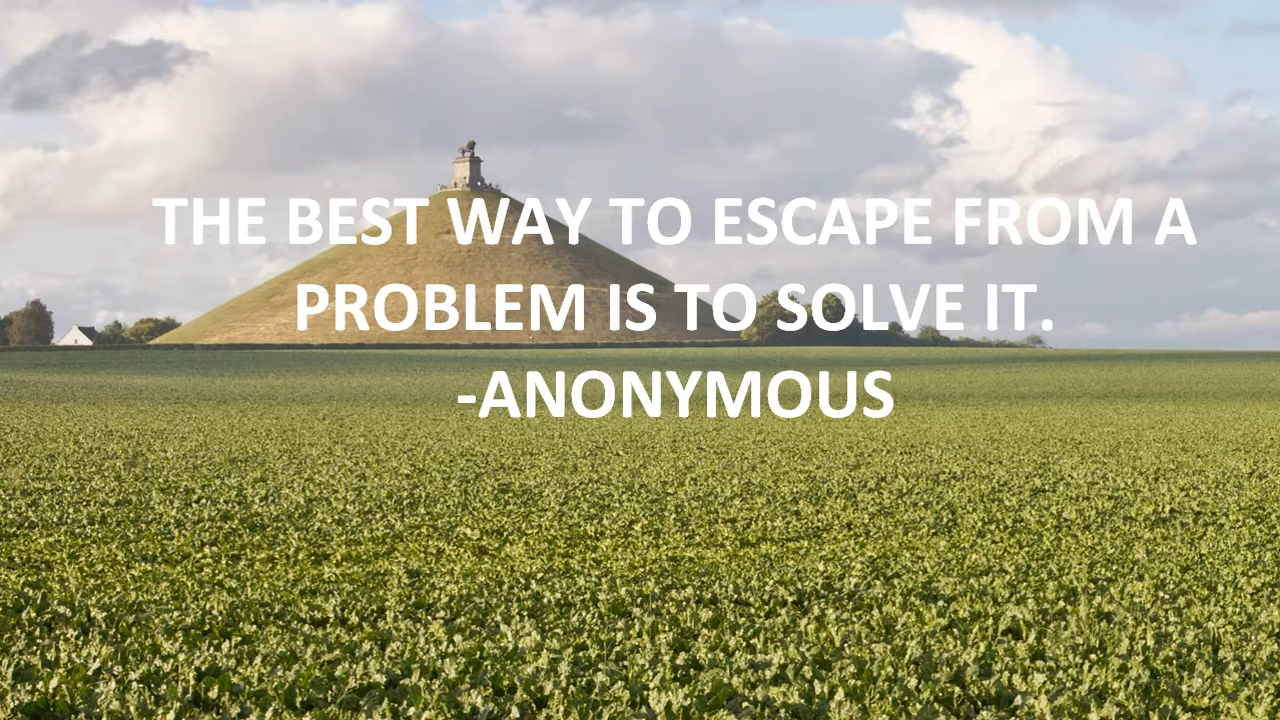 THE BEST WAY TO ESCAPE FROM A
PROBLEM IS TO SOLVE IT.
-ANONYMOUS